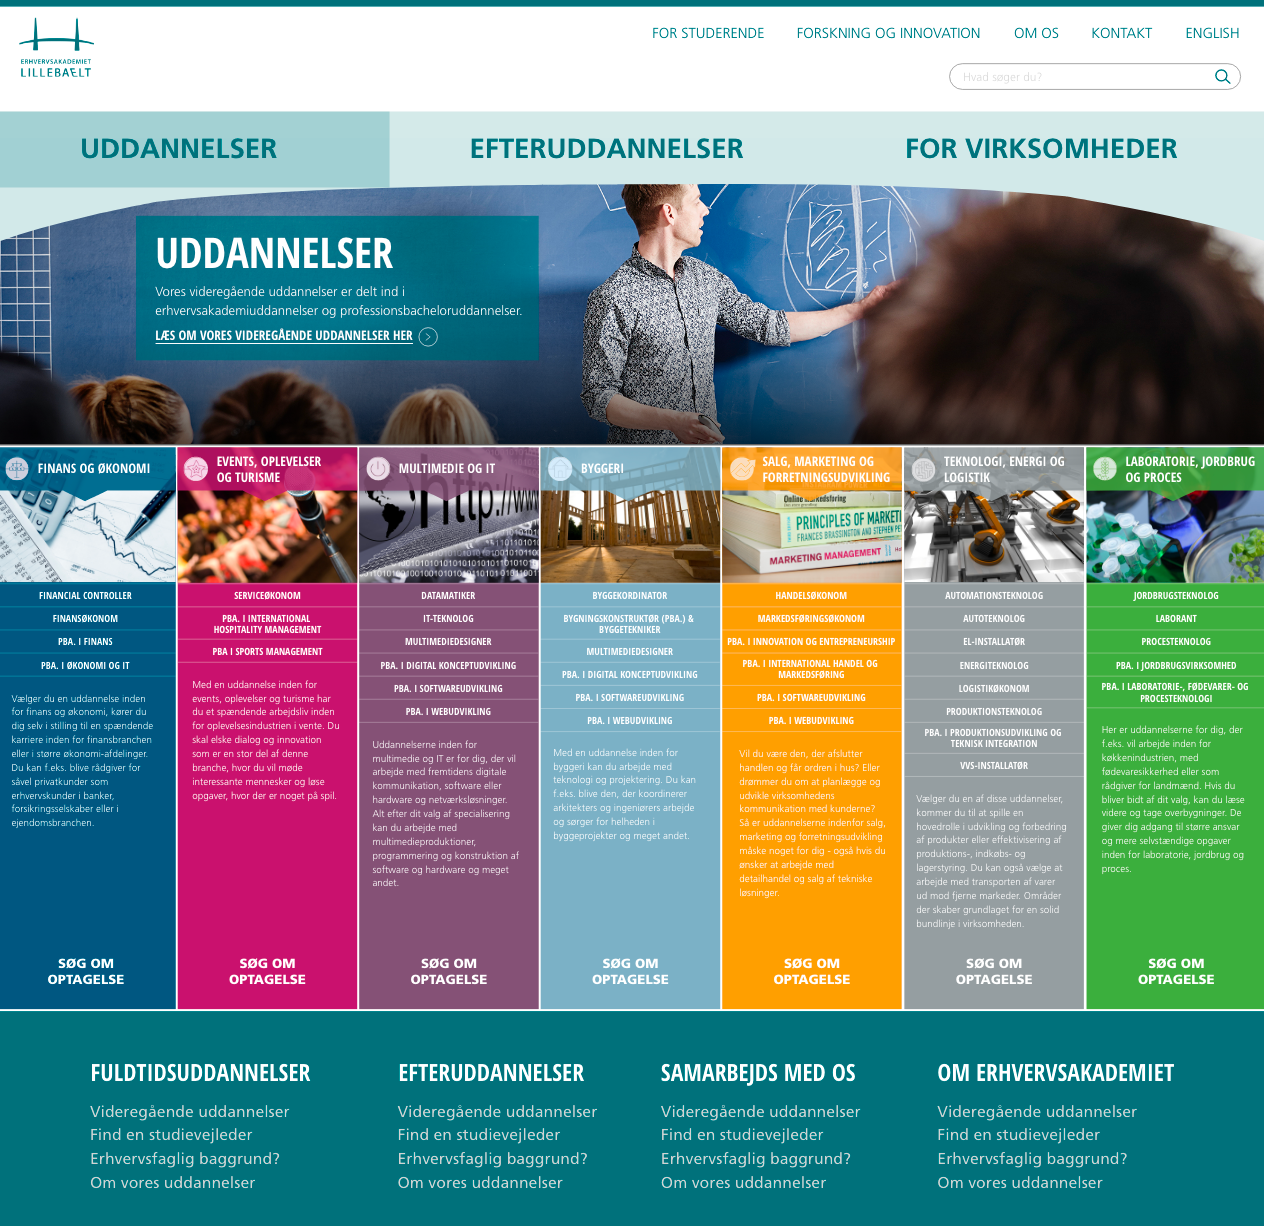 FOR STUDERENDE
FORSKNING OG INNOVATION
OM OS
KONTAKT
ENGLISH
ERHVERVSAKADEMIET
LILLEBÆLT
Hvad søger du?
UDDANNELSER
EFTERUDDANNELSER
FOR VIRKSOMHEDER
UDDANNELSER
Vores videregående uddannelser er delt ind i
erhvervsakademiuddannelser og professionsbacheloruddannelser.
LÆS OM VORES VIDEREGÅENDE UDDANNELSER HER
FINANS OG ØKONOMI
FINANCIAL CONTROLLER
FINANSØKONOM
PBA. I FINANS
PBA. I ØKONOMI OG IT
Vælger du en uddannelse inden
for finans og økonomi, kører du
dig selv i stilling til en spændende
karriere inden for finansbranchen
eller i større økonomi-afdelinger.
Du kan f.eks. blive rådgiver for
såvel privatkunder som
erhvervskunder i banker,
forsikringsselskaber eller i
ejendomsbranchen.
SØG OM
OPTAGELSE
EVENTS, OPLEVELSER
OG TURISME
SERVICEØKONOM
PBA. I INTERNATIONAL
HOSPITALITY MANAGEMENT
PBA I SPORTS MANAGEMENT
Med en uddannelse inden for
events, oplevelser og turisme har
du et spændende arbejdsliv inden
for oplevelsesindustrien i vente. Du
skal elske dialog og innovation
som er en stor del af denne
branche, hvor du vil møde
interessante mennesker og løse
opgaver, hvor der er noget på spil.
SØG OM
OPTAGELSE
MULTIMEDIE OG IT
http://www
DATAMATIKER
IT-TEKNOLOG
MULTIMEDIEDESIGNER
PBA. I DIGITAL KONCEPTUDVIKLING
PBA. I SOFTWAREUDVIKLING
PBA. I WEBUDVIKLING
Uddannelserne inden for
multimedie og IT er for dig, der vil
arbejde med fremtidens digitale
kommunikation, software eller
hardware og netværksløsninger.
Alt efter dit valg af specialisering
kan du arbejde med
multimedieproduktioner,
programmering og konstruktion af
software og hardware og meget
andet.
SØG OM
OPTAGELSE
BYGGERI
BYGGEKORDINATOR
BYGNINGSKONSTRUKTØR (PBA.) &
BYGGETEKNIKER
MULTIMEDIEDESIGNER
PBA. I DIGITAL KONCEPTUDVIKLING
PBA. I SOFTWAREUDVIKLING
PBA. I WEBUDVIKLING
Med en uddannelse inden for
byggeri kan du arbejde med
teknologi og projektering. Du kan
f.eks. blive den, der koordinerer
arkitekters og ingeniørers arbejde
og sørger for helheden i
byggeprojekter og meget andet.
SØG OM
OPTAGELSE
SALG, MARKETING OG
FORRETNINGSUDVIKLING
PRINCIPLES OF MARKETI
FRANCES BRASSINGTON AND STEPHEN PE
MARKETING MANAGEMENT
HANDELSØKONOM
MARKEDSFØRINGSØKONOM
PBA. I INNOVATION OG ENTREPRENEURSHIP
PBA. I INTERNATIONAL HANDEL OG
MARKEDSFØRING
PBA. I SOFTWAREUDVIKLING
PBA. I WEBUDVIKLING
Vil du være den, der afslutter
handlen og får ordren i hus? Eller
drømmer du om at planlægge og
udvikle virksomhedens
kommunikation med kunderne?
Så er uddannelserne indenfor salg,
marketing og forretningsudvikling
måske noget for dig - også hvis du
ønsker at arbejde med
detailhandel og salg af tekniske
løsninger.
SØG OM
OPTAGELSE
TEKNOLOGI, ENERGI OG
LOGISTIK
AUTOMATIONSTEKNOLOG
AUTOTEKNOLOG
EL-INSTALLATØR
ENERGITEKNOLOG
LOGISTIKØKONOM
PRODUKTIONSTEKNOLOG
PBA. I PRODUKTIONSUDVIKLING OG
TEKNISK INTEGRATION
VVS-INSTALLATØR
Vælger du en af disse uddannelser,
kommer du til at spille en
hovedrolle i udvikling og forbedring
af produkter eller effektivisering af
produktions-, indkøbs- og
lagerstyring. Du kan også vælge at
arbejde med transporten af varer
ud mod fjerne markeder. Områder
der skaber grundlaget for en solid
bundlinje i virksomheden.
SØG OM
OPTAGELSE
LABORATORIE, JORDBRUG
OG PROCES
JORDBRUGSTEKNOLOG
LABORANT
PROCESTEKNOLOG
PBA. I JORDBRUGSVIRKSOMHED
PBA. I LABORATORIE-, FØDEVARER- OG
PROCESTEKNOLOGI
Her er uddannelserne for dig, der
f.eks. vil arbejde inden for
køkkenindustrien, med
fødevaresikkerhed eller som
rådgiver for landmænd. Hvis du
bliver bidt af dit valg, kan du læse
videre og tage overbygninger. De
giver dig adgang til større ansvar
og mere selvstændige opgaver
inden for laboratorie, jordbrug og
proces.
SØG OM
OPTAGELSE
FULDTIDSUDDANNELSER
Videregående uddannelser
Find en studievejleder
Erhvervsfaglig baggrund?
Om vores uddannelser
EFTERUDDANNELSER
Videregående uddannelser
Find en studievejleder
Erhvervsfaglig baggrund?
Om vores uddannelser
SAMARBEJDS MED OS
Videregående uddannelser
Find en studievejleder
Erhvervsfaglig baggrund?
Om vores uddannelser
OM ERHVERVSAKADEMIET
Videregående uddannelser
Find en studievejleder
Erhvervsfaglig baggrund?
Om vores uddannelser